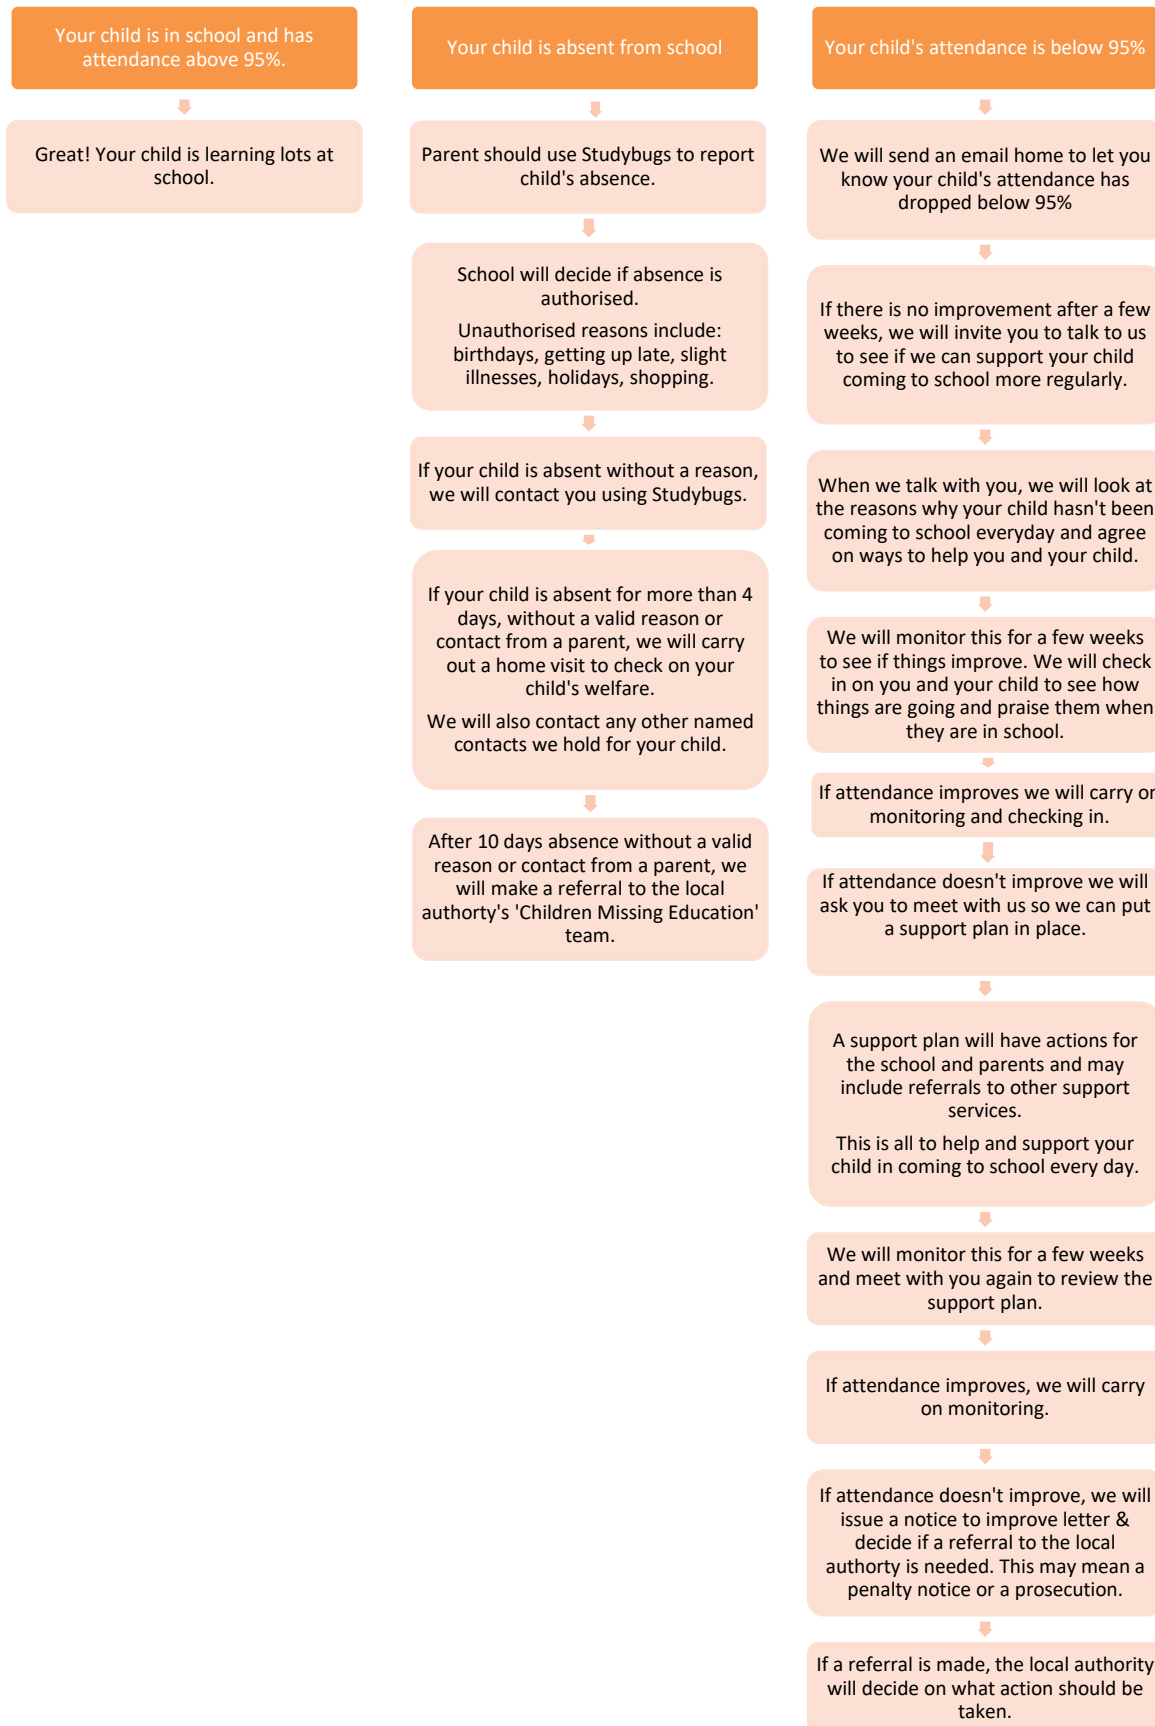 Your child is in school and has
attendance above 95%.
Great! Your child is learning lots at
school.
Your child is absent from school
Parent should use Studybugs to report
child's absence.
School will decide if absence is
authorised.
Unauthorised reasons include:
birthdays, getting up late, slight
illnesses, holidays, shopping.
If your child is absent without a reason,
we will contact you using Studybugs.
If your child is absent for more than 4
days, without a valid reason or
contact from a parent, we will carry
out a home visit to check on your
child's welfare.
We will also contact any other named
contacts we hold for your child.
After 10 days absence without a valid
reason or contact from a parent, we
will make a referral to the local
authorty's 'Children Missing Education'
team.
Your child's attendance is below 95%
We will send an email home to let you
know your child's attendance has
dropped below 95%
If there is no improvement after a few
weeks, we will invite you to talk to us
to see if we can support your child
coming to school more regularly.
When we talk with you, we will look at
the reasons why your child hasn't been
coming to school everyday and agree
on ways to help you and your child.
We will monitor this for a few weeks
to see if things improve. We will check
in on you and your child to see how
things are going and praise them when
they are in school.
If attendance improves we will carry on
monitoring and checking in.
If attendance doesn't improve we will
ask you to meet with us so we can put
a support plan in place.
A support plan will have actions for
the school and parents and may
include referrals to other support
services.
This is all to help and support your
child in coming to school every day.
We will monitor this for a few weeks
and meet with you again to review the
support plan.
If attendance improves, we will carry
on monitoring.
If attendance doesn't improve, we will
issue a notice to improve letter &
decide if a referral to the local
authorty is needed. This may mean a
penalty notice or a prosecution.
If a referral is made, the local authority
will decide on what action should be
taken.